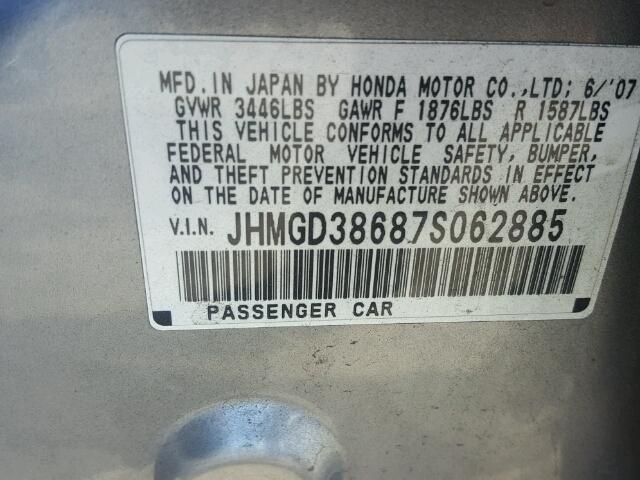 MFD.IN JAPAN BY HONDA MOTOR CO.,LTD; 6/'07
GVWR 3446LBS GAWR F 1876LBS R 1587LBS
THIS VEHICLE CONFORMS TO ALL APPLICABLE
FEDERAL MOTOR VEHICLE SAFETY, BUMPER,
AND THEFT PREVENTION STANDARDS IN EFFECT
ON THE DATE OF MANUFACTURE SHOWN ABOVE.
V.I.N. JHMGD38687S062885
PASSENGER CAR